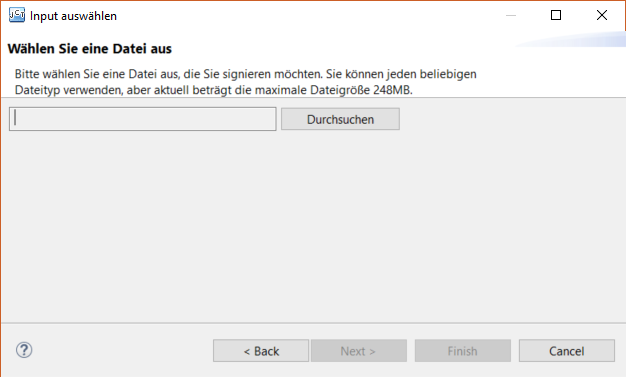 JCT Input auswählen
Wählen Sie eine Datei aus
Bitte wählen Sie eine Datei aus, die Sie signieren möchten. Sie können jeden beliebigen
Dateityp verwenden, aber aktuell beträgt die maximale Dateigröße 248MB.
Durchsuchen
? < Back Next > Finish Cancel